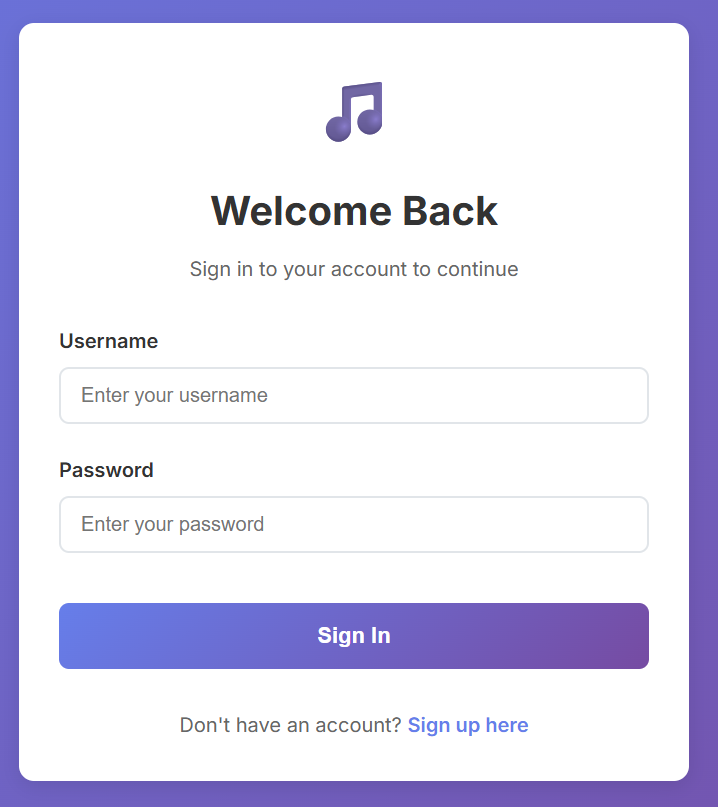 Welcome Back
Sign in to your account to continue
Username
Enter your username
Password
Enter your password
Sign In
Don't have an account? Sign up here